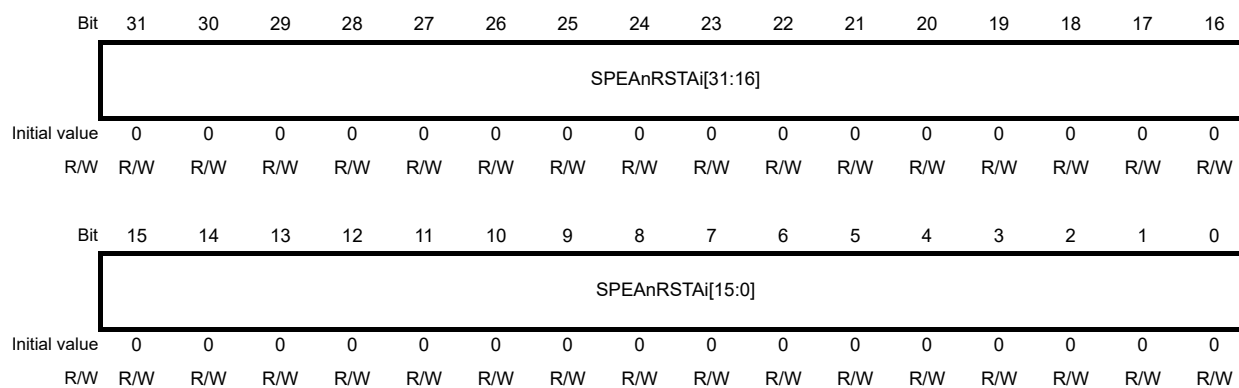 Bit 31 30 29 28 27 26 25 24 23 22 21 20 19 18 17 16
SPEAnRSTAi[31:16]
Initial value 0 0 0 0 0 0 0 0 0 0 0 0 0 0 0 0
R/W R/W R/W R/W R/W R/W R/W R/W R/W R/W R/W R/W R/W R/W R/W R/W R/W
Bit 15 14 13 12 11 10 9 8 7 6 5 4 3 2 1 0
SPEAnRSTAi[15:0]
Initial value 0 0 0 0 0 0 0 0 0 0 0 0 0 0 0 0
R/W R/W R/W R/W R/W R/W R/W R/W R/W R/W R/W R/W R/W R/W R/W R/W R/W